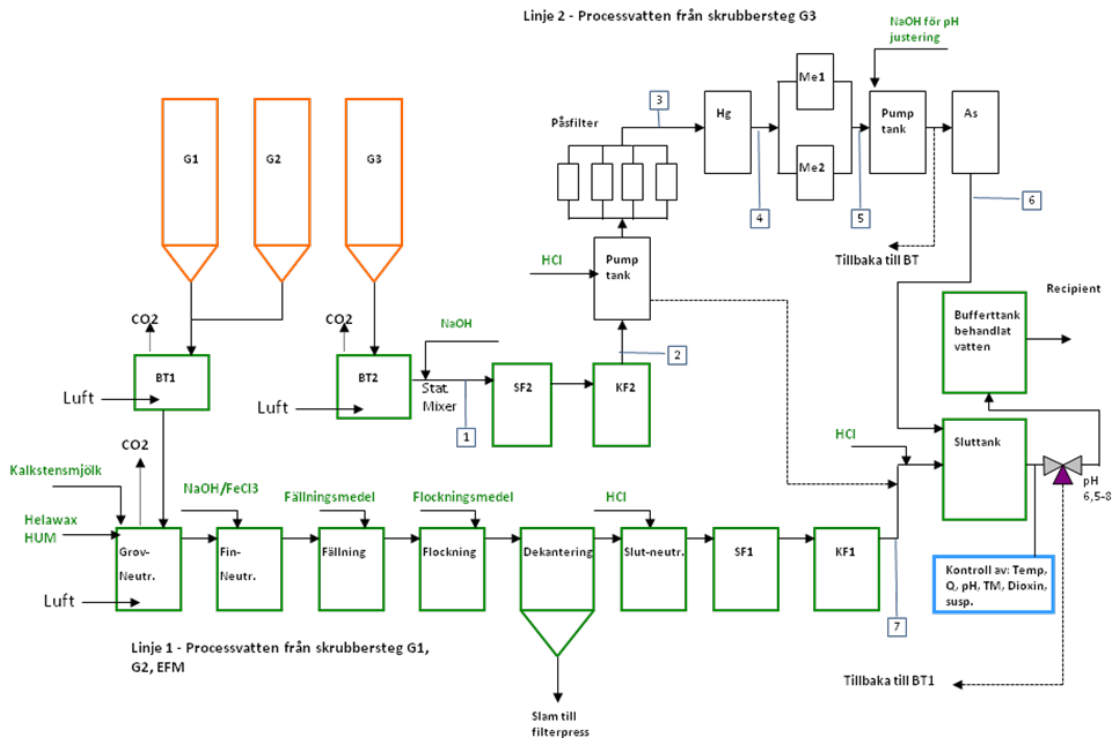 Linje 2 - Processvatten från skrubbersteg G3
NaOH för pH
justering
G1
G2
G3
Påsfilter
3
Hg
Me1
Me2
4
5
Pump
tank
As
6
Tillbaka till BT
HCl
Pump
tank
2
CO2
BT1
Luft
CO2
BT2
Luft
NaOH
Stat.
Mixer
1
SF2
KF2
Recipient
Bufferttank
behandlat
vatten
HCl
Sluttank
pH
6,5-8
Kalkstensmjölk
CO2
Helawax
HUM
Grov-
Neutr.
Luft
NaOH/FeCl3
Fin-
Neutr.
Fällningsmedel
Fällning
Flockningsmedel
Flockning
Dekantering
HCl
Slut-neutr.
SF1
KF1
7
Kontroll av: Temp,
Q, pH, TM, Dioxin,
susp.
Linje 1 - Processvatten från skrubbersteg G1,
G2, EFM
Tillbaka till BT1
Slam till
filterpress